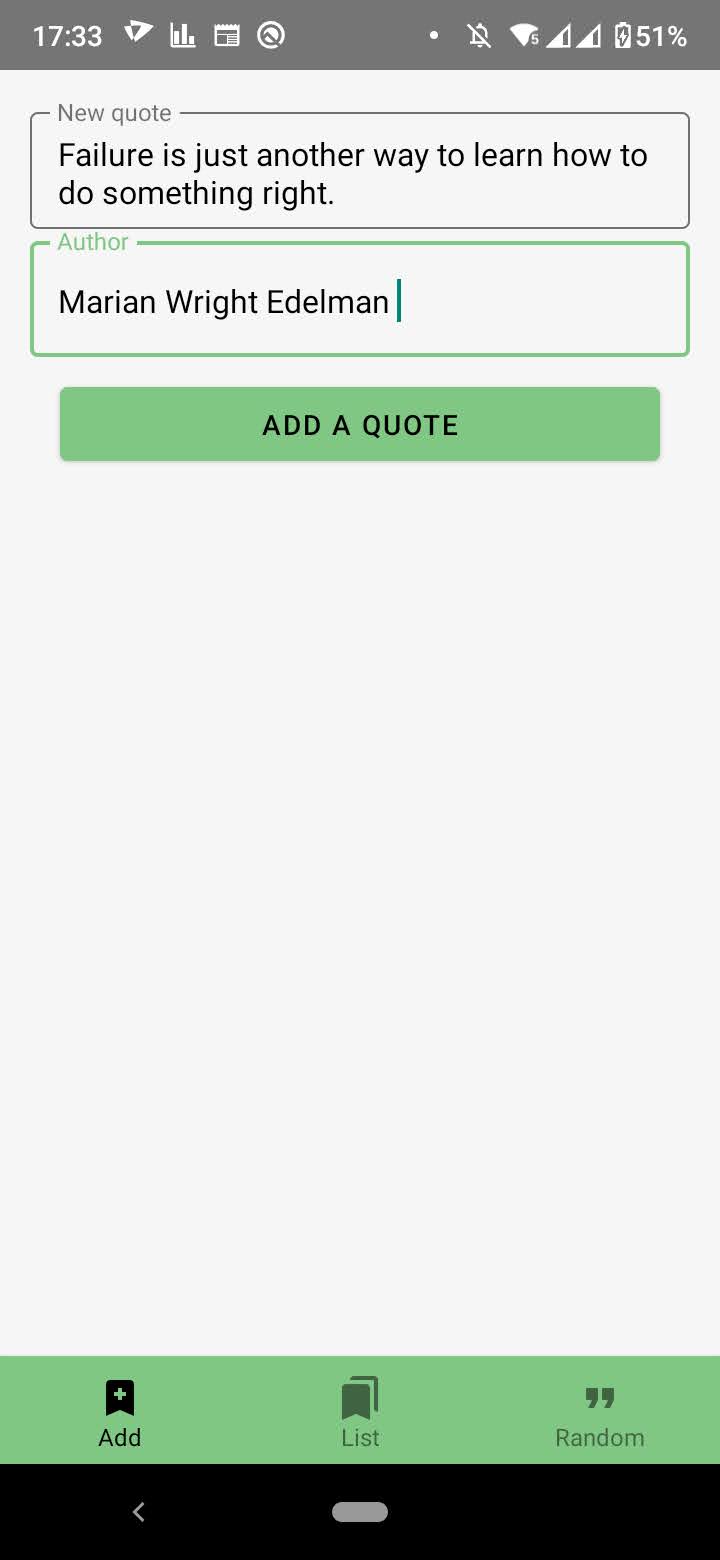 17:33
5
51%
New quote
Failure is just another way to learn how to
do something right.
Author
Marian Wright Edelman
ADD A QUOTE
Add
List
Random